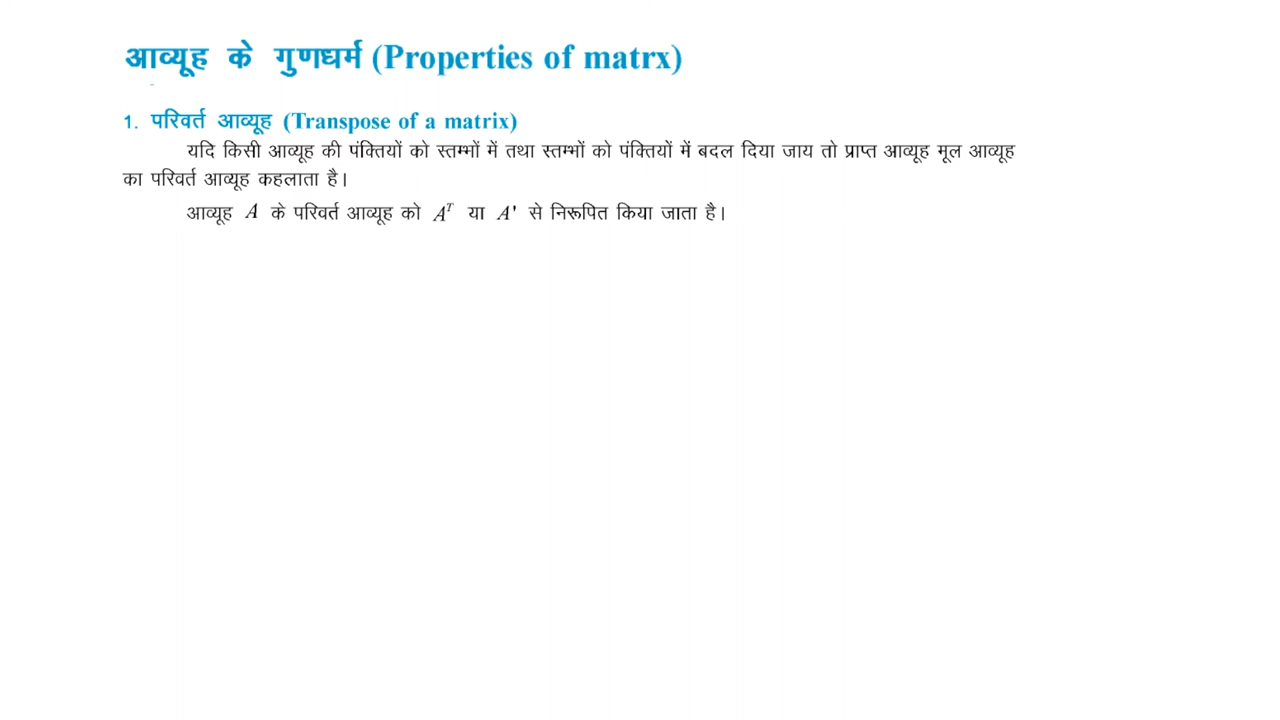 आव्यूह के गुणधर्म (Properties of matrx)
1. परिवर्त आव्यूह (Transpose of a matrix)
यदि किसी आव्यूह की पंक्तियों को स्तम्भों में तथा स्तम्भों को पंक्तियों में बदल दिया जाय तो प्राप्त आव्यूह मूल आव्यूह
का परिवर्त आव्यूह कहलाता है।
आव्यूह A के परिवर्त आव्यूह को Aᵀ या A' से निरूपित किया जाता है।